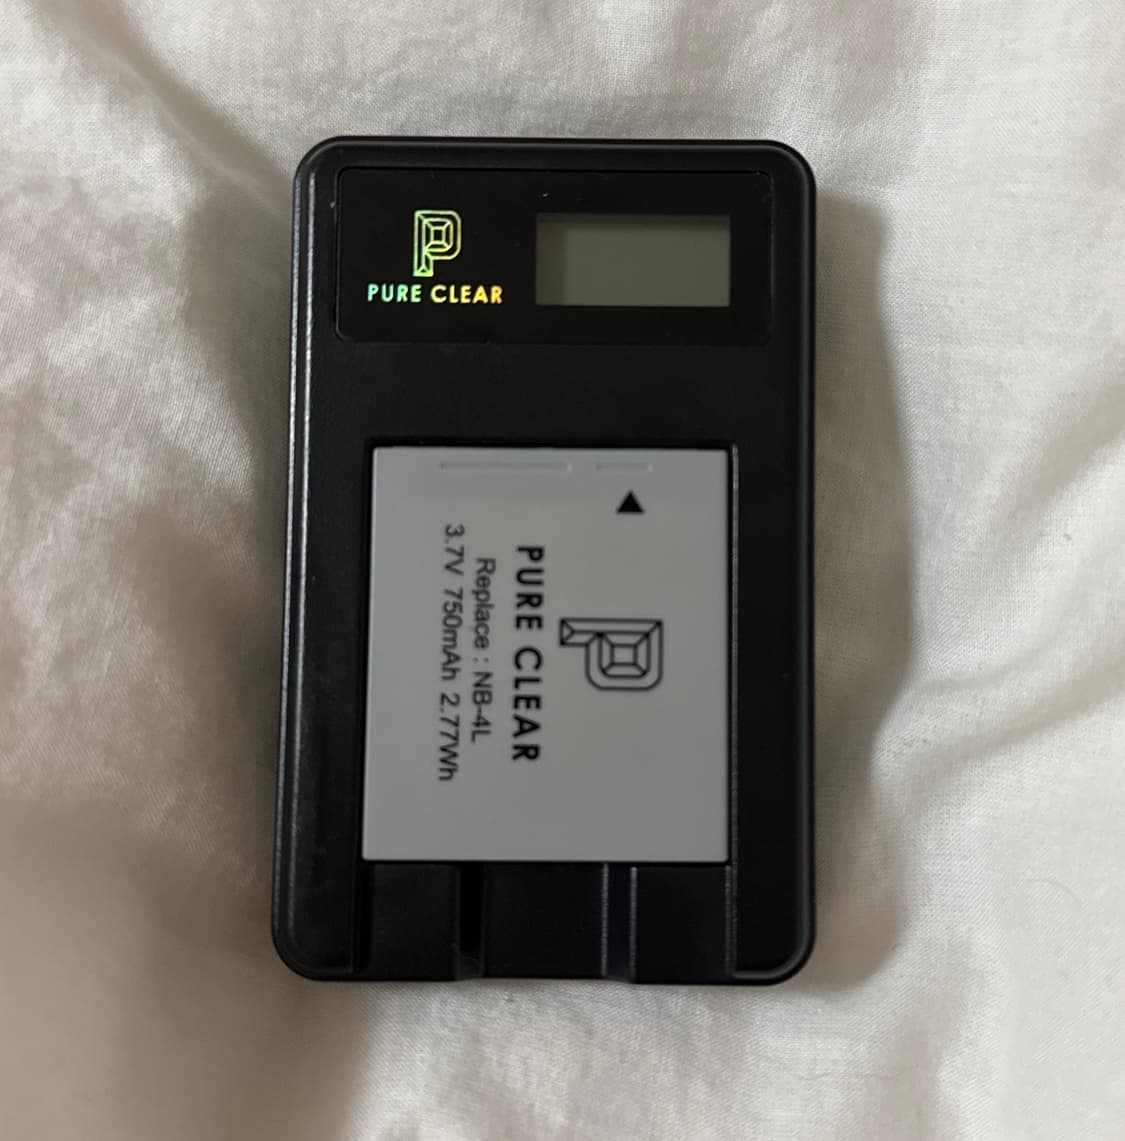 PURE CLEAR
PURE CLEAR
Replace : NB-4L
3.7V 750mAh 2.77Wh